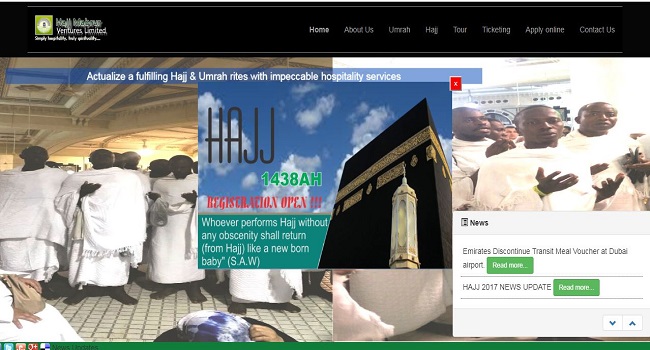 Hajj Mabrur
Ventures Limited.
Simply hospitality, truly spirituality....
Home About Us Umrah Hajj Tour Ticketing Apply online Contact Us
Actualize a fulfilling Hajj & Umrah rites with impeccable hospitality services
x
HAJJ
1438AH
REGISTRATION OPEN !!!
Whoever performs Hajj without
any obscenity shall return
(from Hajj) like a new born
baby" (S.A.W)
News
Emirates Discontinue Transit Meal Voucher at Dubai
airport. Read more...
HAJJ 2017 NEWS UPDATE Read more...
News Updates